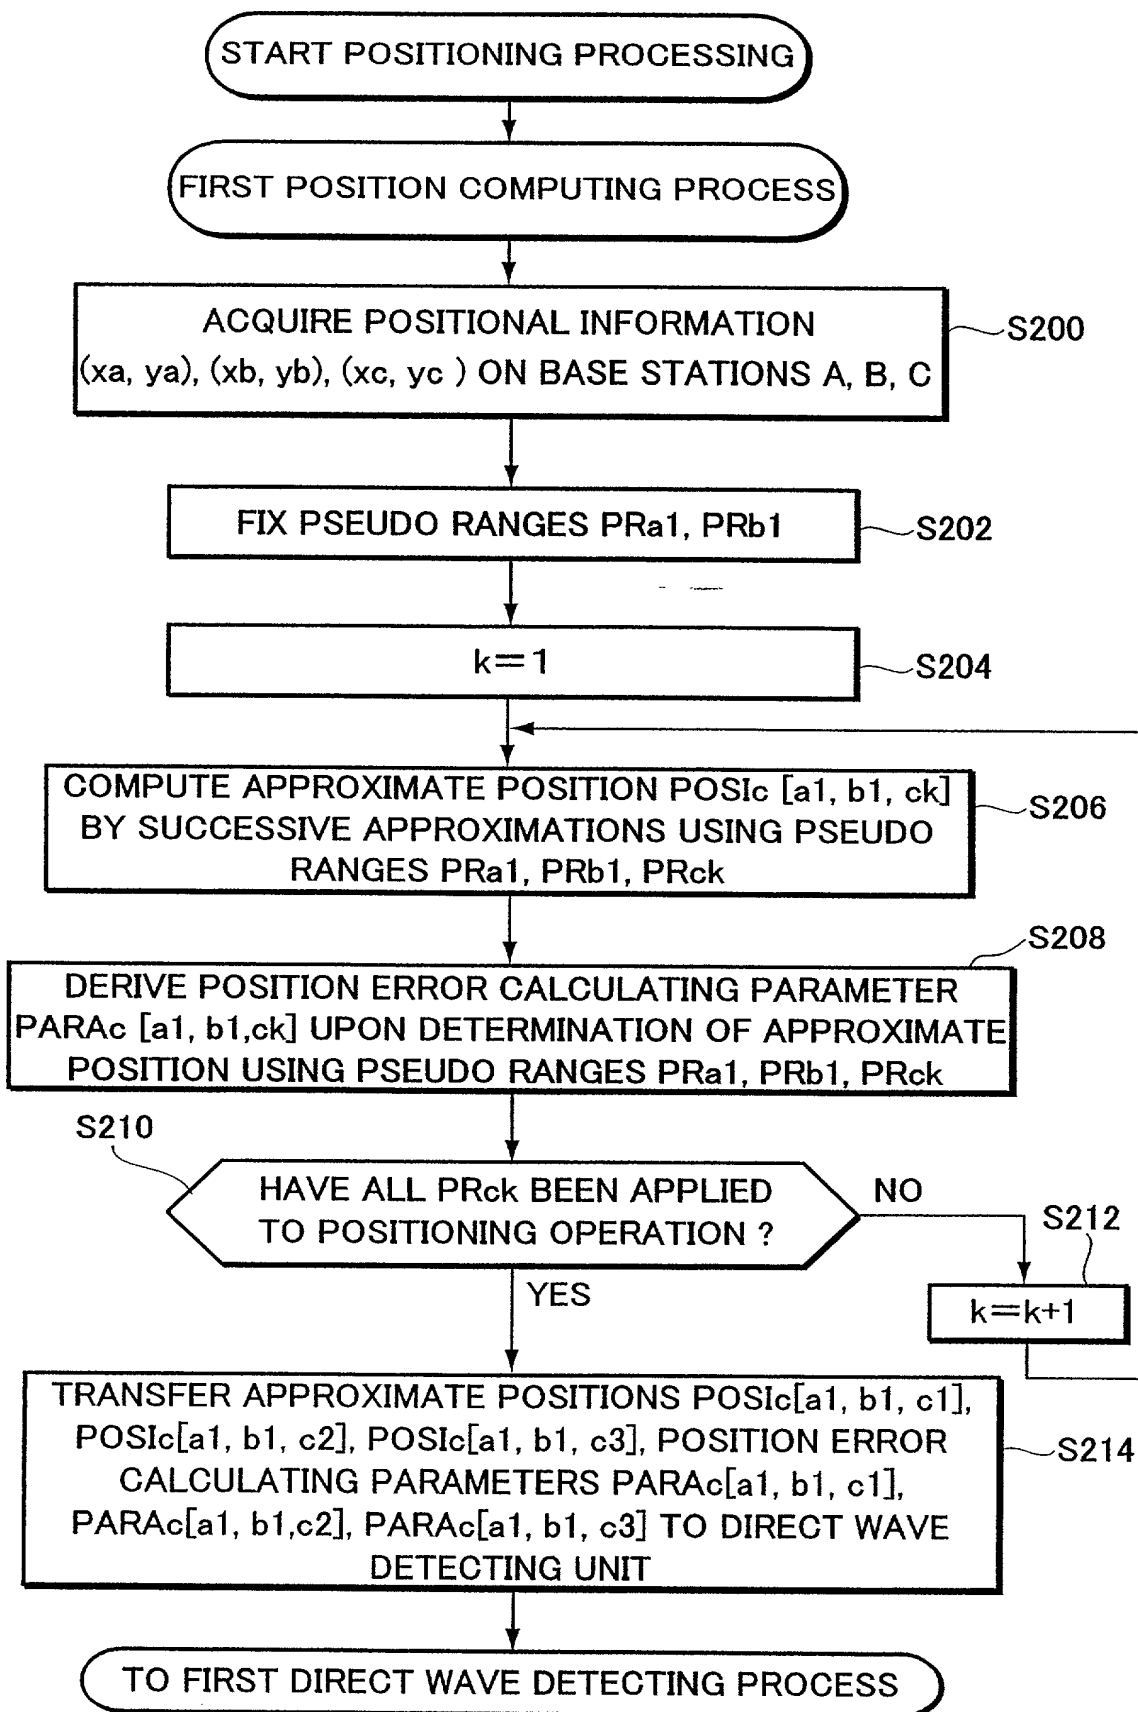 START POSITIONING PROCESSING
FIRST POSITION COMPUTING PROCESS
ACQUIRE POSITIONAL INFORMATION
(xa, ya), (xb, yb), (xc, yc ) ON BASE STATIONS A, B, C
S200
FIX PSEUDO RANGES PRa1, PRb1
S202
k=1
S204
COMPUTE APPROXIMATE POSITION POSIc [a1, b1, ck]
BY SUCCESSIVE APPROXIMATIONS USING PSEUDO
RANGES PRa1, PRb1, PRck
S206
S208
DERIVE POSITION ERROR CALCULATING PARAMETER
PARAc [a1, b1,ck] UPON DETERMINATION OF APPROXIMATE
POSITION USING PSEUDO RANGES PRa1, PRb1, PRck
S210
HAVE ALL PRck BEEN APPLIED
TO POSITIONING OPERATION ?
NO
S212
k=k+1
YES
TRANSFER APPROXIMATE POSITIONS POSIc[a1, b1, c1],
POSIc[a1, b1, c2], POSIc[a1, b1, c3], POSITION ERROR
CALCULATING PARAMETERS PARAc[a1, b1, c1],
PARAc[a1, b1,c2], PARAc[a1, b1, c3] TO DIRECT WAVE
DETECTING UNIT
S214
TO FIRST DIRECT WAVE DETECTING PROCESS